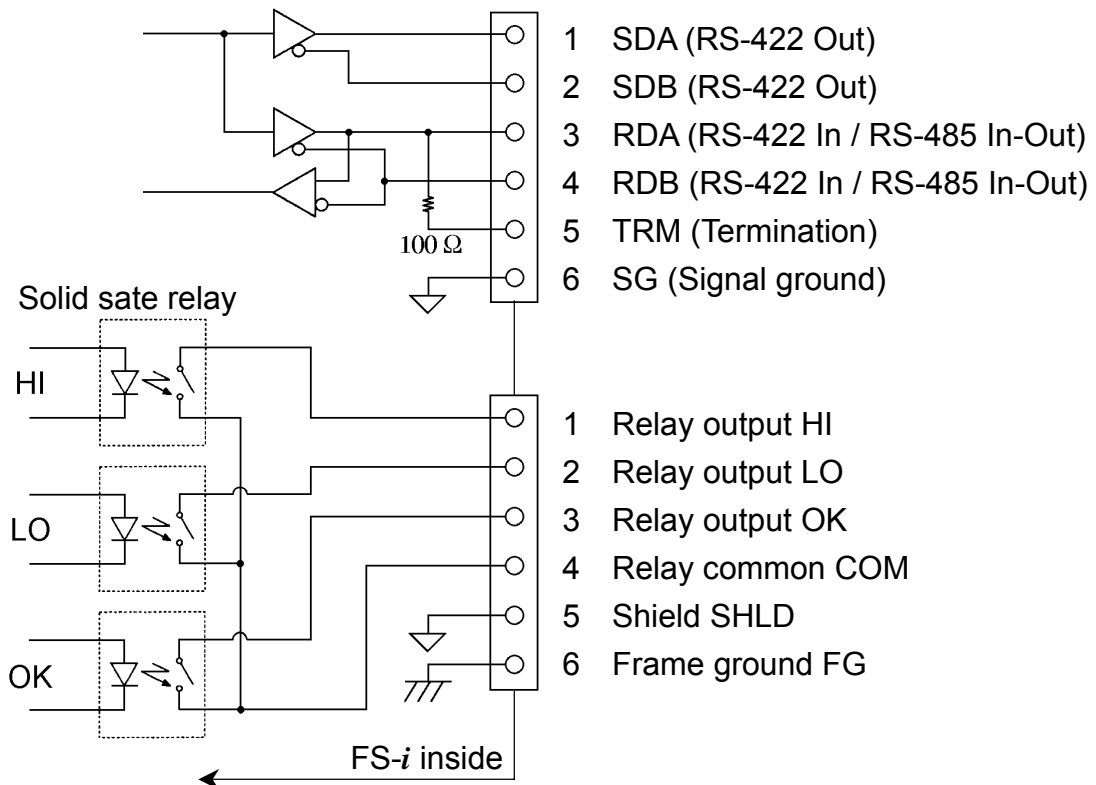 1 SDA (RS-422 Out)
2 SDB (RS-422 Out)
3 RDA (RS-422 In / RS-485 In-Out)
4 RDB (RS-422 In / RS-485 In-Out)
100 Ω
5 TRM (Termination)
6 SG (Signal ground)
Solid sate relay
HI
1 Relay output HI
2 Relay output LO
LO
3 Relay output OK
4 Relay common COM
5 Shield SHLD
OK
6 Frame ground FG
FS-i inside